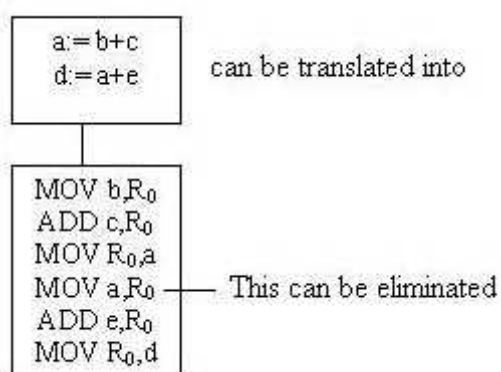 a:= b+c
d:= a+e
can be translated into
MOV b,R₀
ADD c,R₀
MOV R₀,a
MOV a,R₀
This can be eliminated
ADD e,R₀
MOV R₀,d